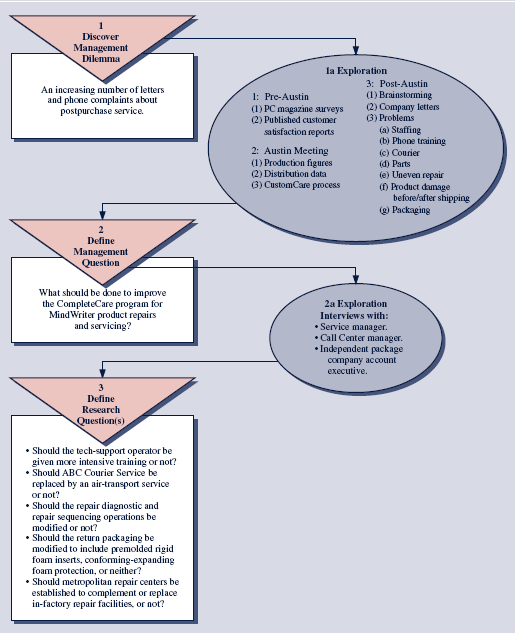 1
Discover
Management
Dilemma
An increasing number of letters
and phone complaints about
postpurchase service.
1a Exploration
1: Pre-Austin
(1) PC magazine surveys
(2) Published customer
satisfaction reports
2: Austin Meeting
(1) Production figures
(2) Distribution data
(3) CustomCare process
3: Post-Austin
(1) Brainstorming
(2) Company letters
(3) Problems
(a) Staffing
(b) Phone training
(c) Courier
(d) Parts
(e) Uneven repair
(f) Product damage
before/after shipping
(g) Packaging
2
Define
Management
Question
What should be done to improve
the CompleteCare program for
MindWriter product repairs
and servicing?
2a Exploration
Interviews with:
• Service manager.
• Call Center manager.
• Independent package
company account
executive.
3
Define
Research
Question(s)
• Should the tech-support operator be
given more intensive training or not?
• Should ABC Courier Service be
replaced by an air-transport service
or not?
• Should the repair diagnostic and
repair sequencing operations be
modified or not?
• Should the return packaging be
modified to include premolded rigid
foam inserts, conforming-expanding
foam protection, or neither?
• Should metropolitan repair centers be
established to complement or replace
in-factory repair facilities, or not?